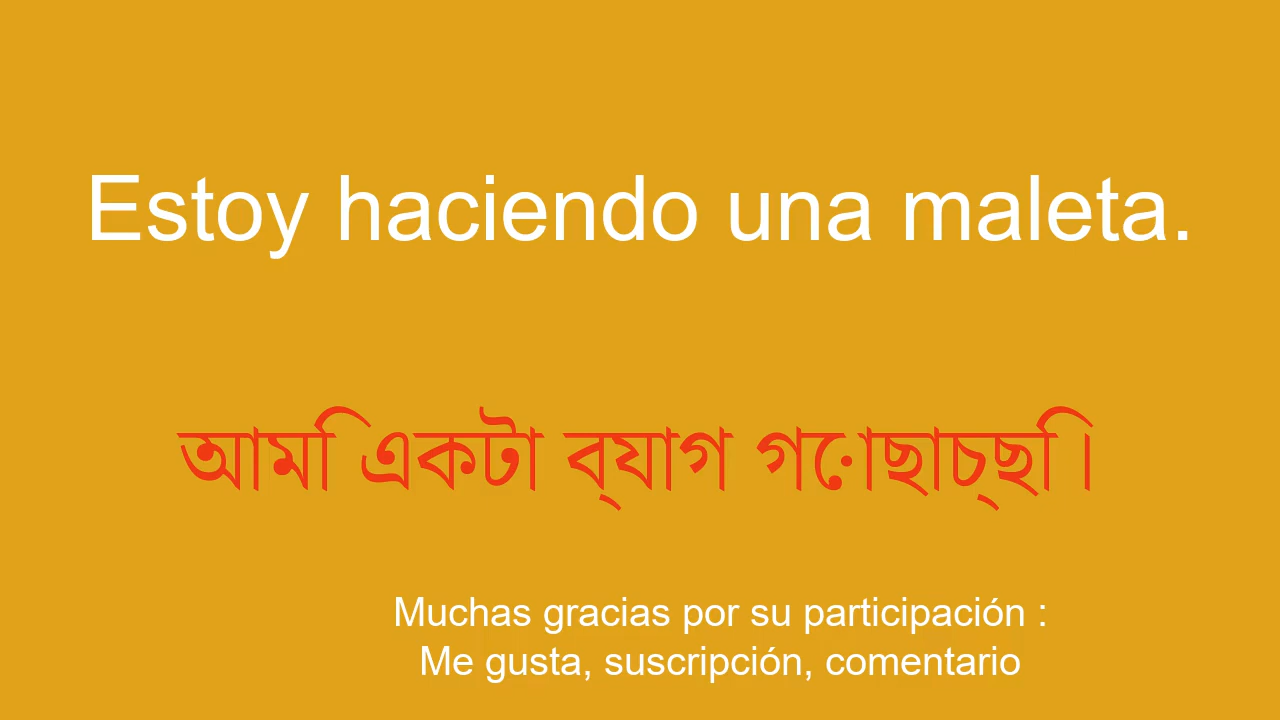 Estoy haciendo una maleta.
আমি একটা ব্যাগ গোছাচ্ছি।
Muchas gracias por su participación :
Me gusta, suscripción, comentario